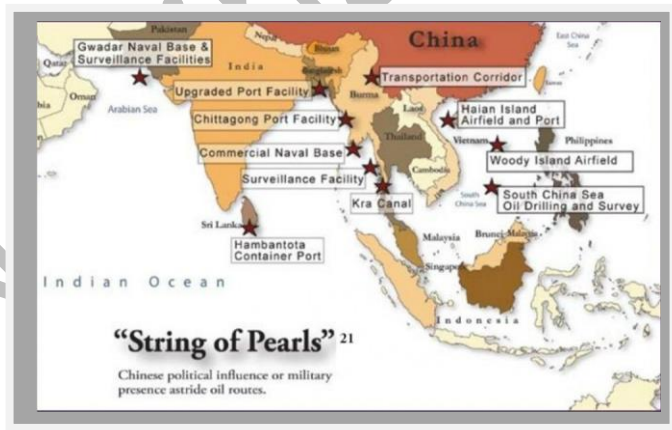 Pakistan
Nepal
Bhutan
China
East China
Sea
Gwadar Naval Base &
Surveillance Facilities
Qatar
India
Bangladesh
Transportation Corridor
Oman
Arabian Sea
Upgraded Port Facility
Burma
Laos
Haian Island
Airfield and Port
Chittagong Port Facility
Thailand
Vietnam
Philippines
Commercial Naval Base
Woody Island Airfield
Surveillance Facility
Cambodia
Kra Canal
South
China Sea
South China Sea
Oil Drilling and Survey
Sri Lanka
Hambantota
Container Port
Malaysia
Brunei
Malaysia
Singapore
Indian Ocean
Indonesia
“String of Pearls” 21
Chinese political influence or military
presence astride oil routes.